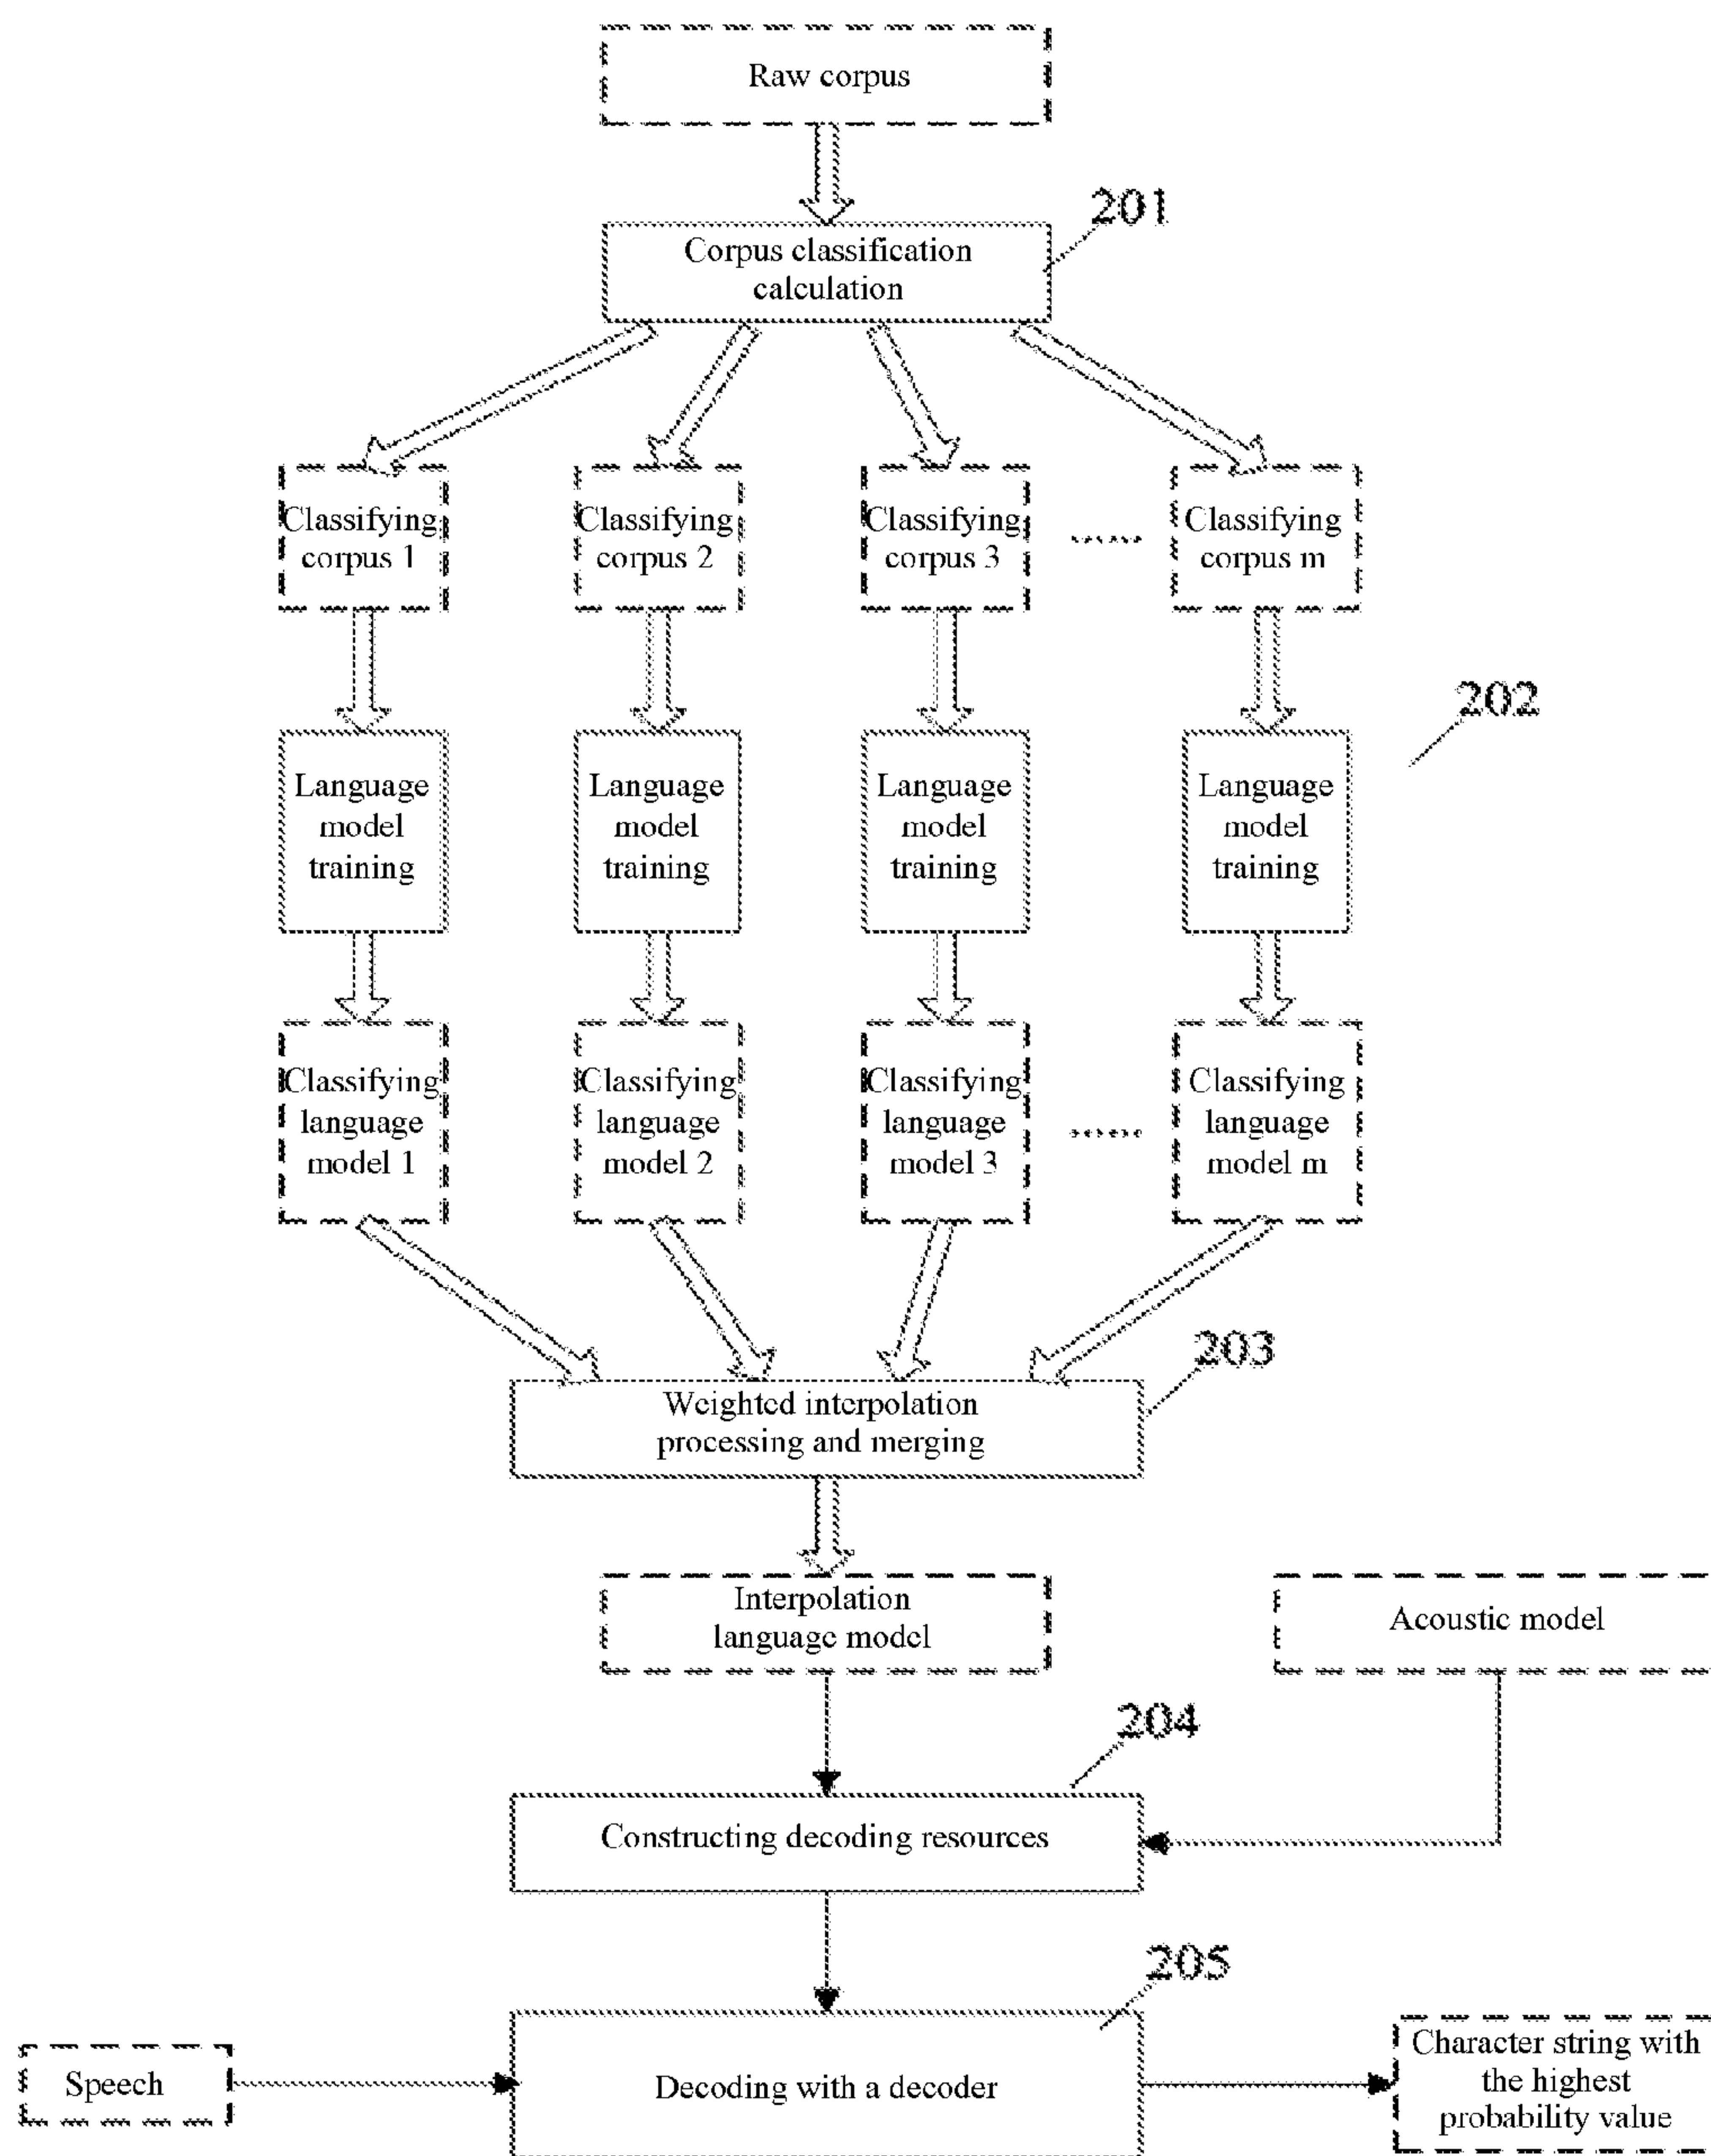 Raw corpus
201
Corpus classification
calculation
Classifying
corpus 1
Classifying
corpus 2
Classifying
corpus 3
......
Classifying
corpus m
202
Language
model
training
Language
model
training
Language
model
training
Language
model
training
Classifying
language
model 1
Classifying
language
model 2
Classifying
language
model 3
......
Classifying
language
model m
203
Weighted interpolation
processing and merging
Interpolation
language model
Acoustic model
204
Constructing decoding resources
205
Speech
Decoding with a decoder
Character string with
the highest
probability value